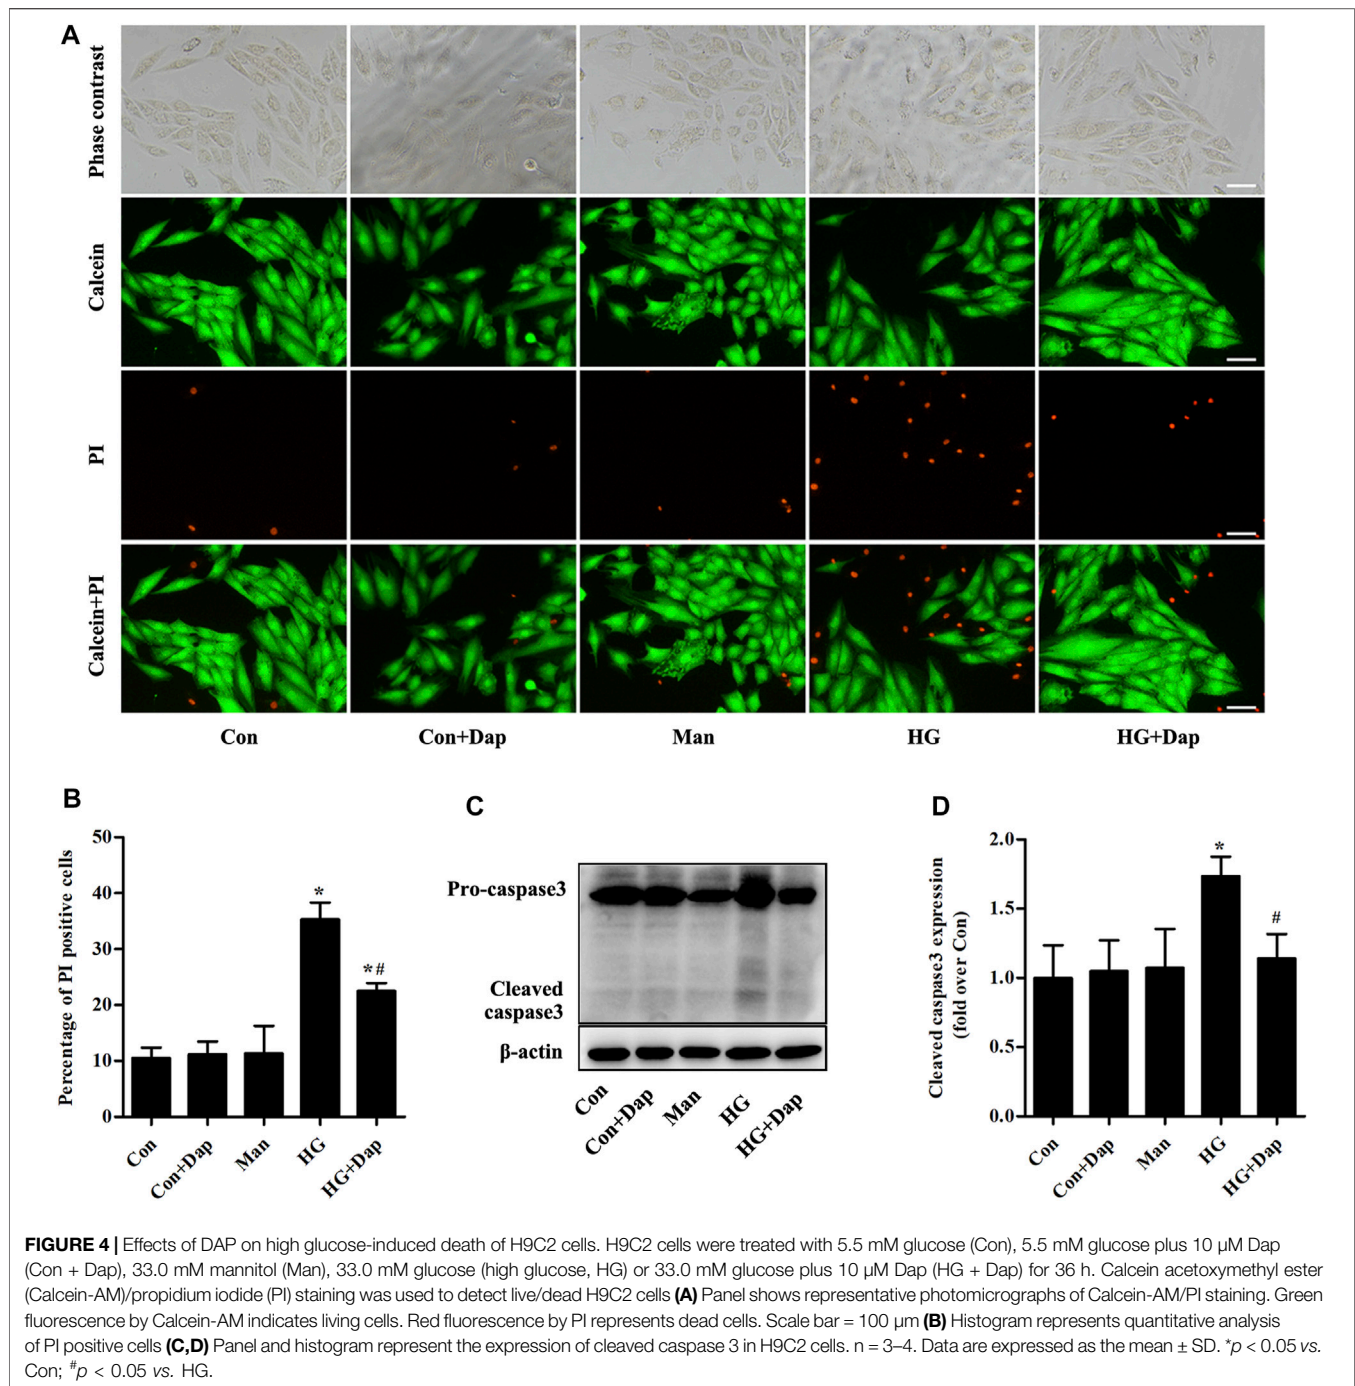 A
Phase contrast
Calcein
PI
Calcein+PI
Con
Con+Dap
Man
HG
HG+Dap
B
Percentage of PI positive cells
50
40
30
20
10
0
*
*#
Con
Con+Dap
Man
HG
HG+Dap
C
Pro-caspase3
Cleaved
caspase3
β-actin
Con
Con+Dap
Man
HG
HG+Dap
D
Cleaved caspase3 expression
(fold over Con)
2.0
1.5
1.0
0.5
0.0
*
#
Con
Con+Dap
Man
HG
HG+Dap
FIGURE 4 | Effects of DAP on high glucose-induced death of H9C2 cells. H9C2 cells were treated with 5.5 mM glucose (Con), 5.5 mM glucose plus 10 μM Dap
(Con + Dap), 33.0 mM mannitol (Man), 33.0 mM glucose (high glucose, HG) or 33.0 mM glucose plus 10 μM Dap (HG + Dap) for 36 h. Calcein acetoxymethyl ester
(Calcein-AM)/propidium iodide (PI) staining was used to detect live/dead H9C2 cells (A) Panel shows representative photomicrographs of Calcein-AM/PI staining. Green
fluorescence by Calcein-AM indicates living cells. Red fluorescence by PI represents dead cells. Scale bar = 100 μm (B) Histogram represents quantitative analysis
of PI positive cells (C,D) Panel and histogram represent the expression of cleaved caspase 3 in H9C2 cells. n = 3–4. Data are expressed as the mean ± SD. *p < 0.05 vs.
Con; #p < 0.05 vs. HG.